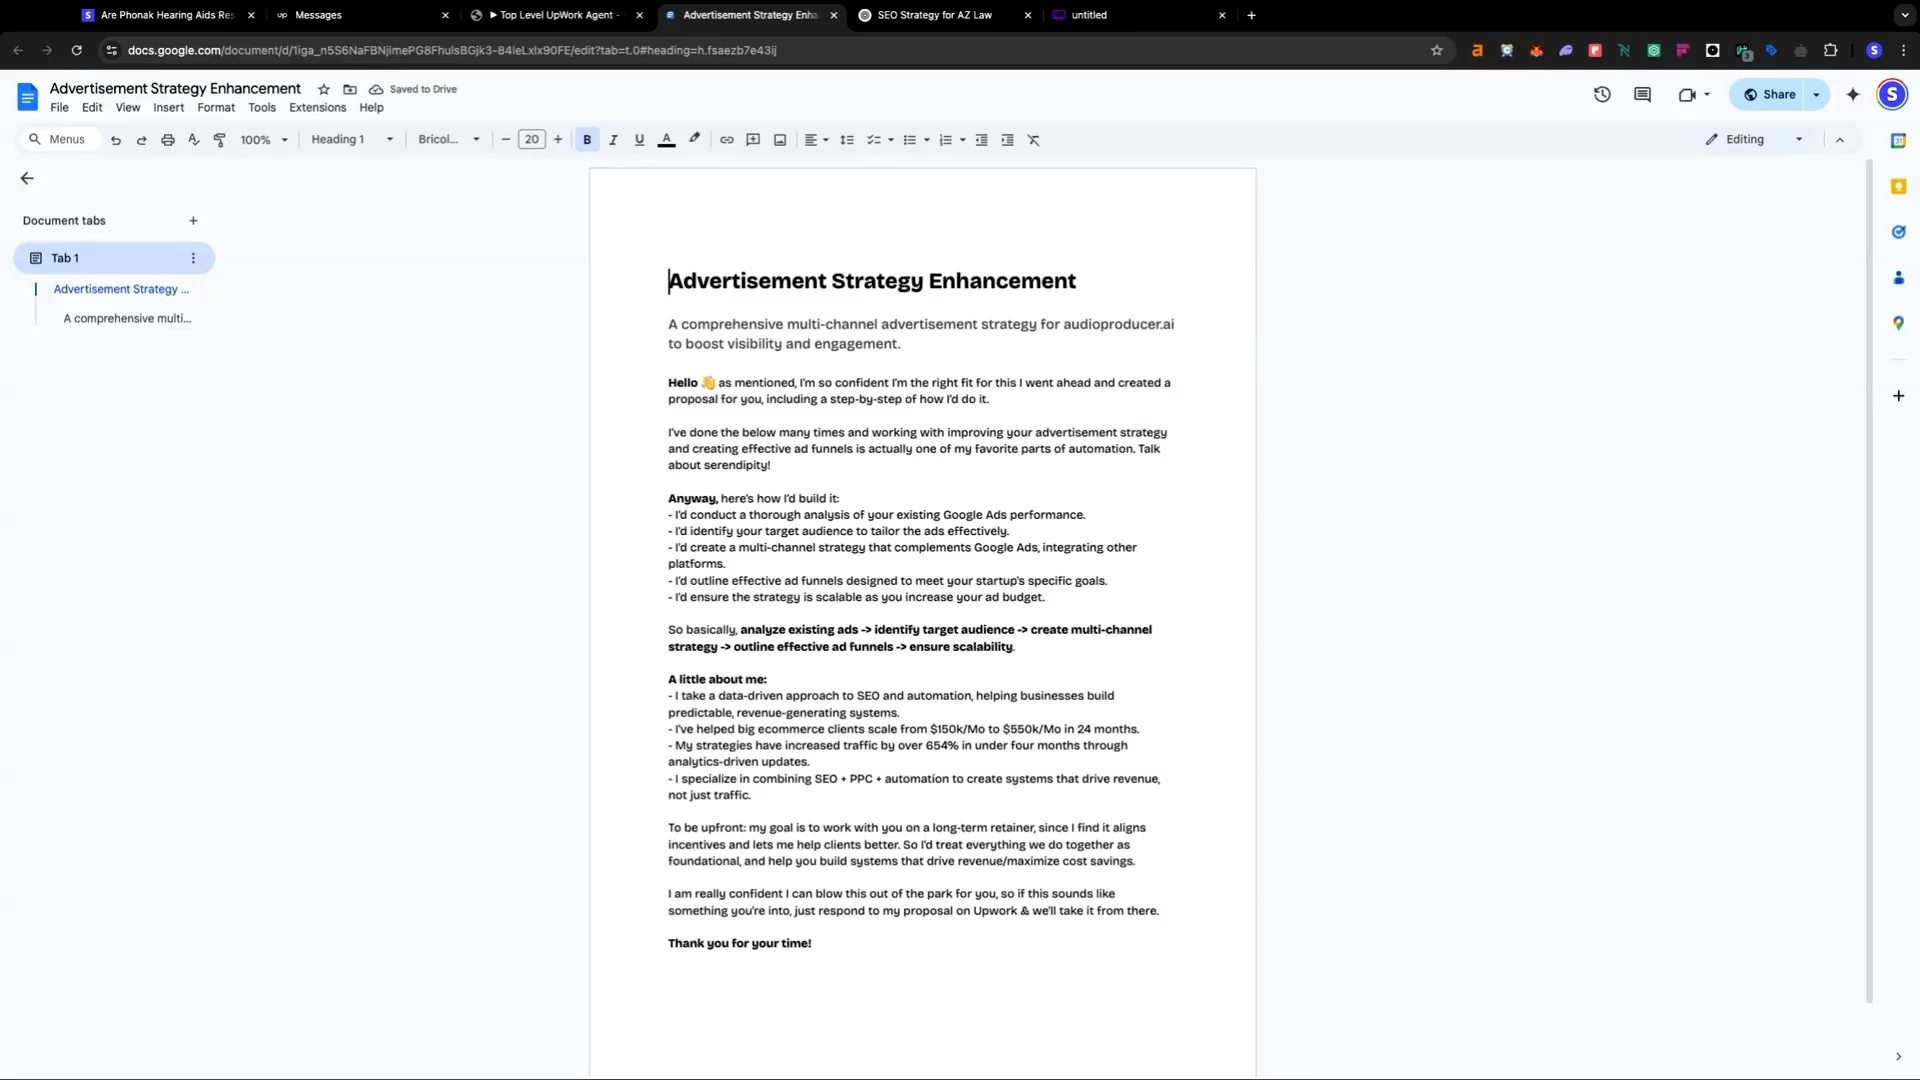 Are Phonak Hearing Aids Res
Messages
Top Level UpWork Agent -
Advertisement Strategy Enha
SEO Strategy for AZ Law
untitled
Advertisement Strategy Enhancement
Saved to Drive
File Edit View Insert Format Tools Extensions Help
Share
S
Menus
100%
Heading 1
Bricol...
20
B
Editing
Document tabs
Tab 1
Advertisement Strategy ...
A comprehensive multi...
Advertisement Strategy Enhancement
A comprehensive multi-channel advertisement strategy for audioproducer.ai
to boost visibility and engagement.
Hello 👋 as mentioned, I'm so confident I'm the right fit for this I went ahead and created a
proposal for you, including a step-by-step of how I'd do it.
I've done the below many times and working with improving your advertisement strategy
and creating effective ad funnels is actually one of my favorite parts of automation. Talk
about serendipity!
Anyway, here's how I'd build it:
- I'd conduct a thorough analysis of your existing Google Ads performance.
- I'd identify your target audience to tailor the ads effectively.
- I'd create a multi-channel strategy that complements Google Ads, integrating other
platforms.
- I'd outline effective ad funnels designed to meet your startup's specific goals.
- I'd ensure the strategy is scalable as you increase your ad budget.
So basically, analyze existing ads -> identify target audience -> create multi-channel
strategy -> outline effective ad funnels -> ensure scalability.
A little about me:
- I take a data-driven approach to SEO and automation, helping businesses build
predictable, revenue-generating systems.
- I've helped big ecommerce clients scale from $150k/Mo to $550k/Mo in 24 months.
- My strategies have increased traffic by over 654% in under four months through
analytics-driven updates.
- I specialize in combining SEO + PPC + automation to create systems that drive revenue,
not just traffic.
To be upfront: my goal is to work with you on a long-term retainer, since I find it aligns
incentives and lets me help clients better. So I'd treat everything we do together as
foundational, and help you build systems that drive revenue/maximize cost savings.
I am really confident I can blow this out of the park for you, so if this sounds like
something you're into, just respond to my proposal on Upwork & we'll take it from there.
Thank you for your time!